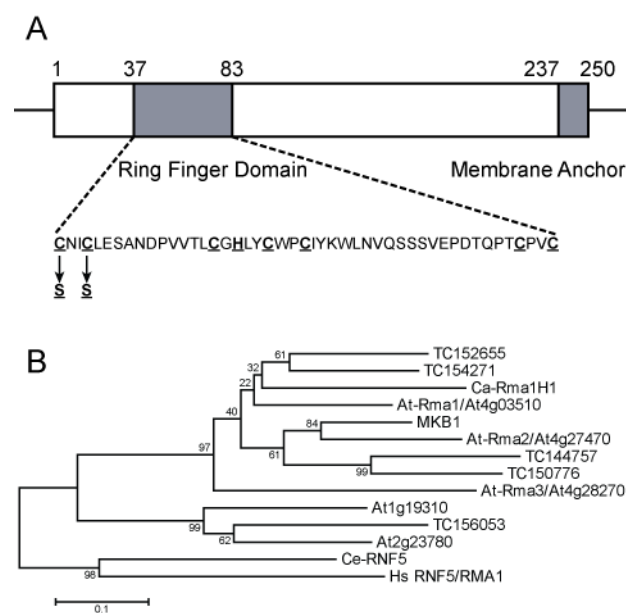 A
1 37 83 237 250
Ring Finger Domain Membrane Anchor
CNICLESANDPVVTLCGHLYCWPCIYKWLNVQSSSVEPDTQPTCPVC
S S
B
61 TC152655
32 TC154271
22 Ca-Rma1H1
40 At-Rma1/At4g03510
84 MKB1
At-Rma2/At4g27470
97 61 TC144757
99 TC150776
At-Rma3/At4g28270
At1g19310
99 TC156053
62 At2g23780
Ce-RNF5
98 Hs RNF5/RMA1
0.1